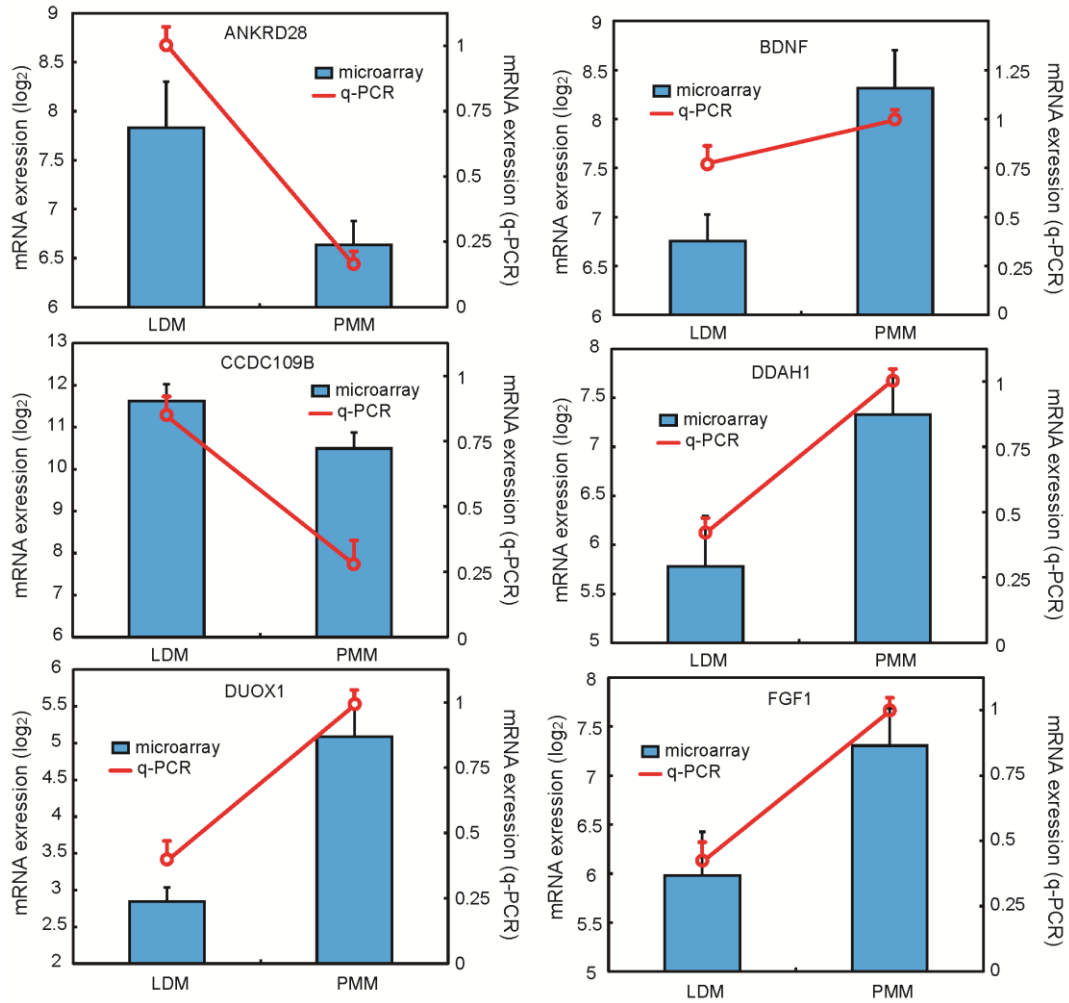 ANKRD28
mRNA exression (log2)
9
8.5
8
7.5
7
6.5
6
microarray
q-PCR
1
0.75
0.5
0.25
0
mRNA exression (q-PCR)
LDM PMM
BDNF
mRNA exression (log2)
9
8.5
8
7.5
7
6.5
6
microarray
q-PCR
1.25
1
0.75
0.5
0.25
0
mRNA exression (q-PCR)
LDM PMM
CCDC109B
mRNA exression (log2)
13
12
11
10
9
8
7
6
microarray
q-PCR
1
0.75
0.5
0.25
0
mRNA exression (q-PCR)
LDM PMM
DDAH1
mRNA exression (log2)
8
7.5
7
6.5
6
5.5
5
microarray
q-PCR
1
0.75
0.5
0.25
0
mRNA exression (q-PCR)
LDM PMM
DUOX1
mRNA exression (log2)
6
5.5
5
4.5
4
3.5
3
2.5
2
microarray
q-PCR
1
0.75
0.5
0.25
0
mRNA exression (q-PCR)
LDM PMM
FGF1
mRNA exression (log2)
8
7.5
7
6.5
6
5.5
5
microarray
q-PCR
1
0.75
0.5
0.25
0
mRNA exression (q-PCR)
LDM PMM